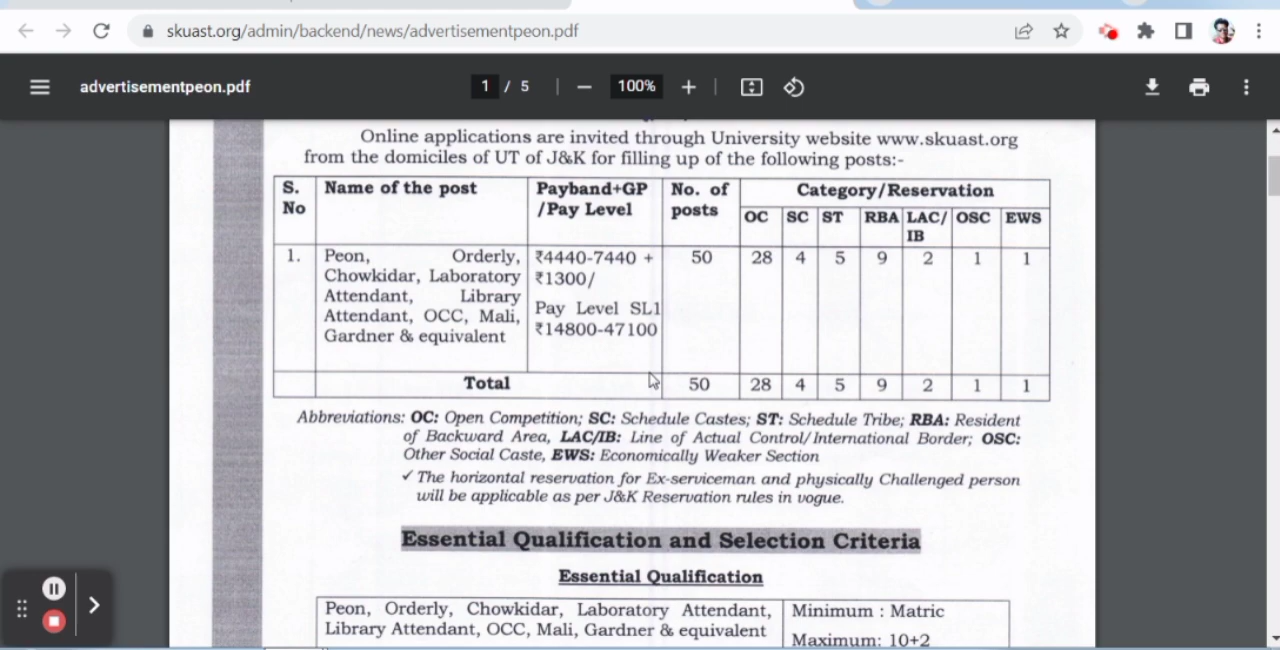 skuast.org/admin/backend/news/advertisementpeon.pdf
advertisementpeon.pdf
1 / 5
100%
Online applications are invited through University website www.skuast.org
from the domiciles of UT of J&K for filling up of the following posts:-
S. No
Name of the post
Payband+GP
/Pay Level
No. of
posts
Category/Reservation
OC SC ST RBA LAC/ IB OSC EWS
1.
Peon, Orderly,
Chowkidar, Laboratory
Attendant, Library
Attendant, OCC, Mali,
Gardner & equivalent
₹4440-7440 +
₹1300/
Pay Level SL1
₹14800-47100
50 28 4 5 9 2 1 1
Total 50 28 4 5 9 2 1 1
Abbreviations: OC: Open Competition; SC: Schedule Castes; ST: Schedule Tribe; RBA: Resident
of Backward Area, LAC/IB: Line of Actual Control/International Border; OSC:
Other Social Caste, EWS: Economically Weaker Section
✓ The horizontal reservation for Ex-serviceman and physically Challenged person
will be applicable as per J&K Reservation rules in vogue.
Essential Qualification and Selection Criteria
Essential Qualification
Peon, Orderly, Chowkidar, Laboratory Attendant,
Library Attendant, OCC, Mali, Gardner & equivalent
Minimum : Matric
Maximum: 10+2